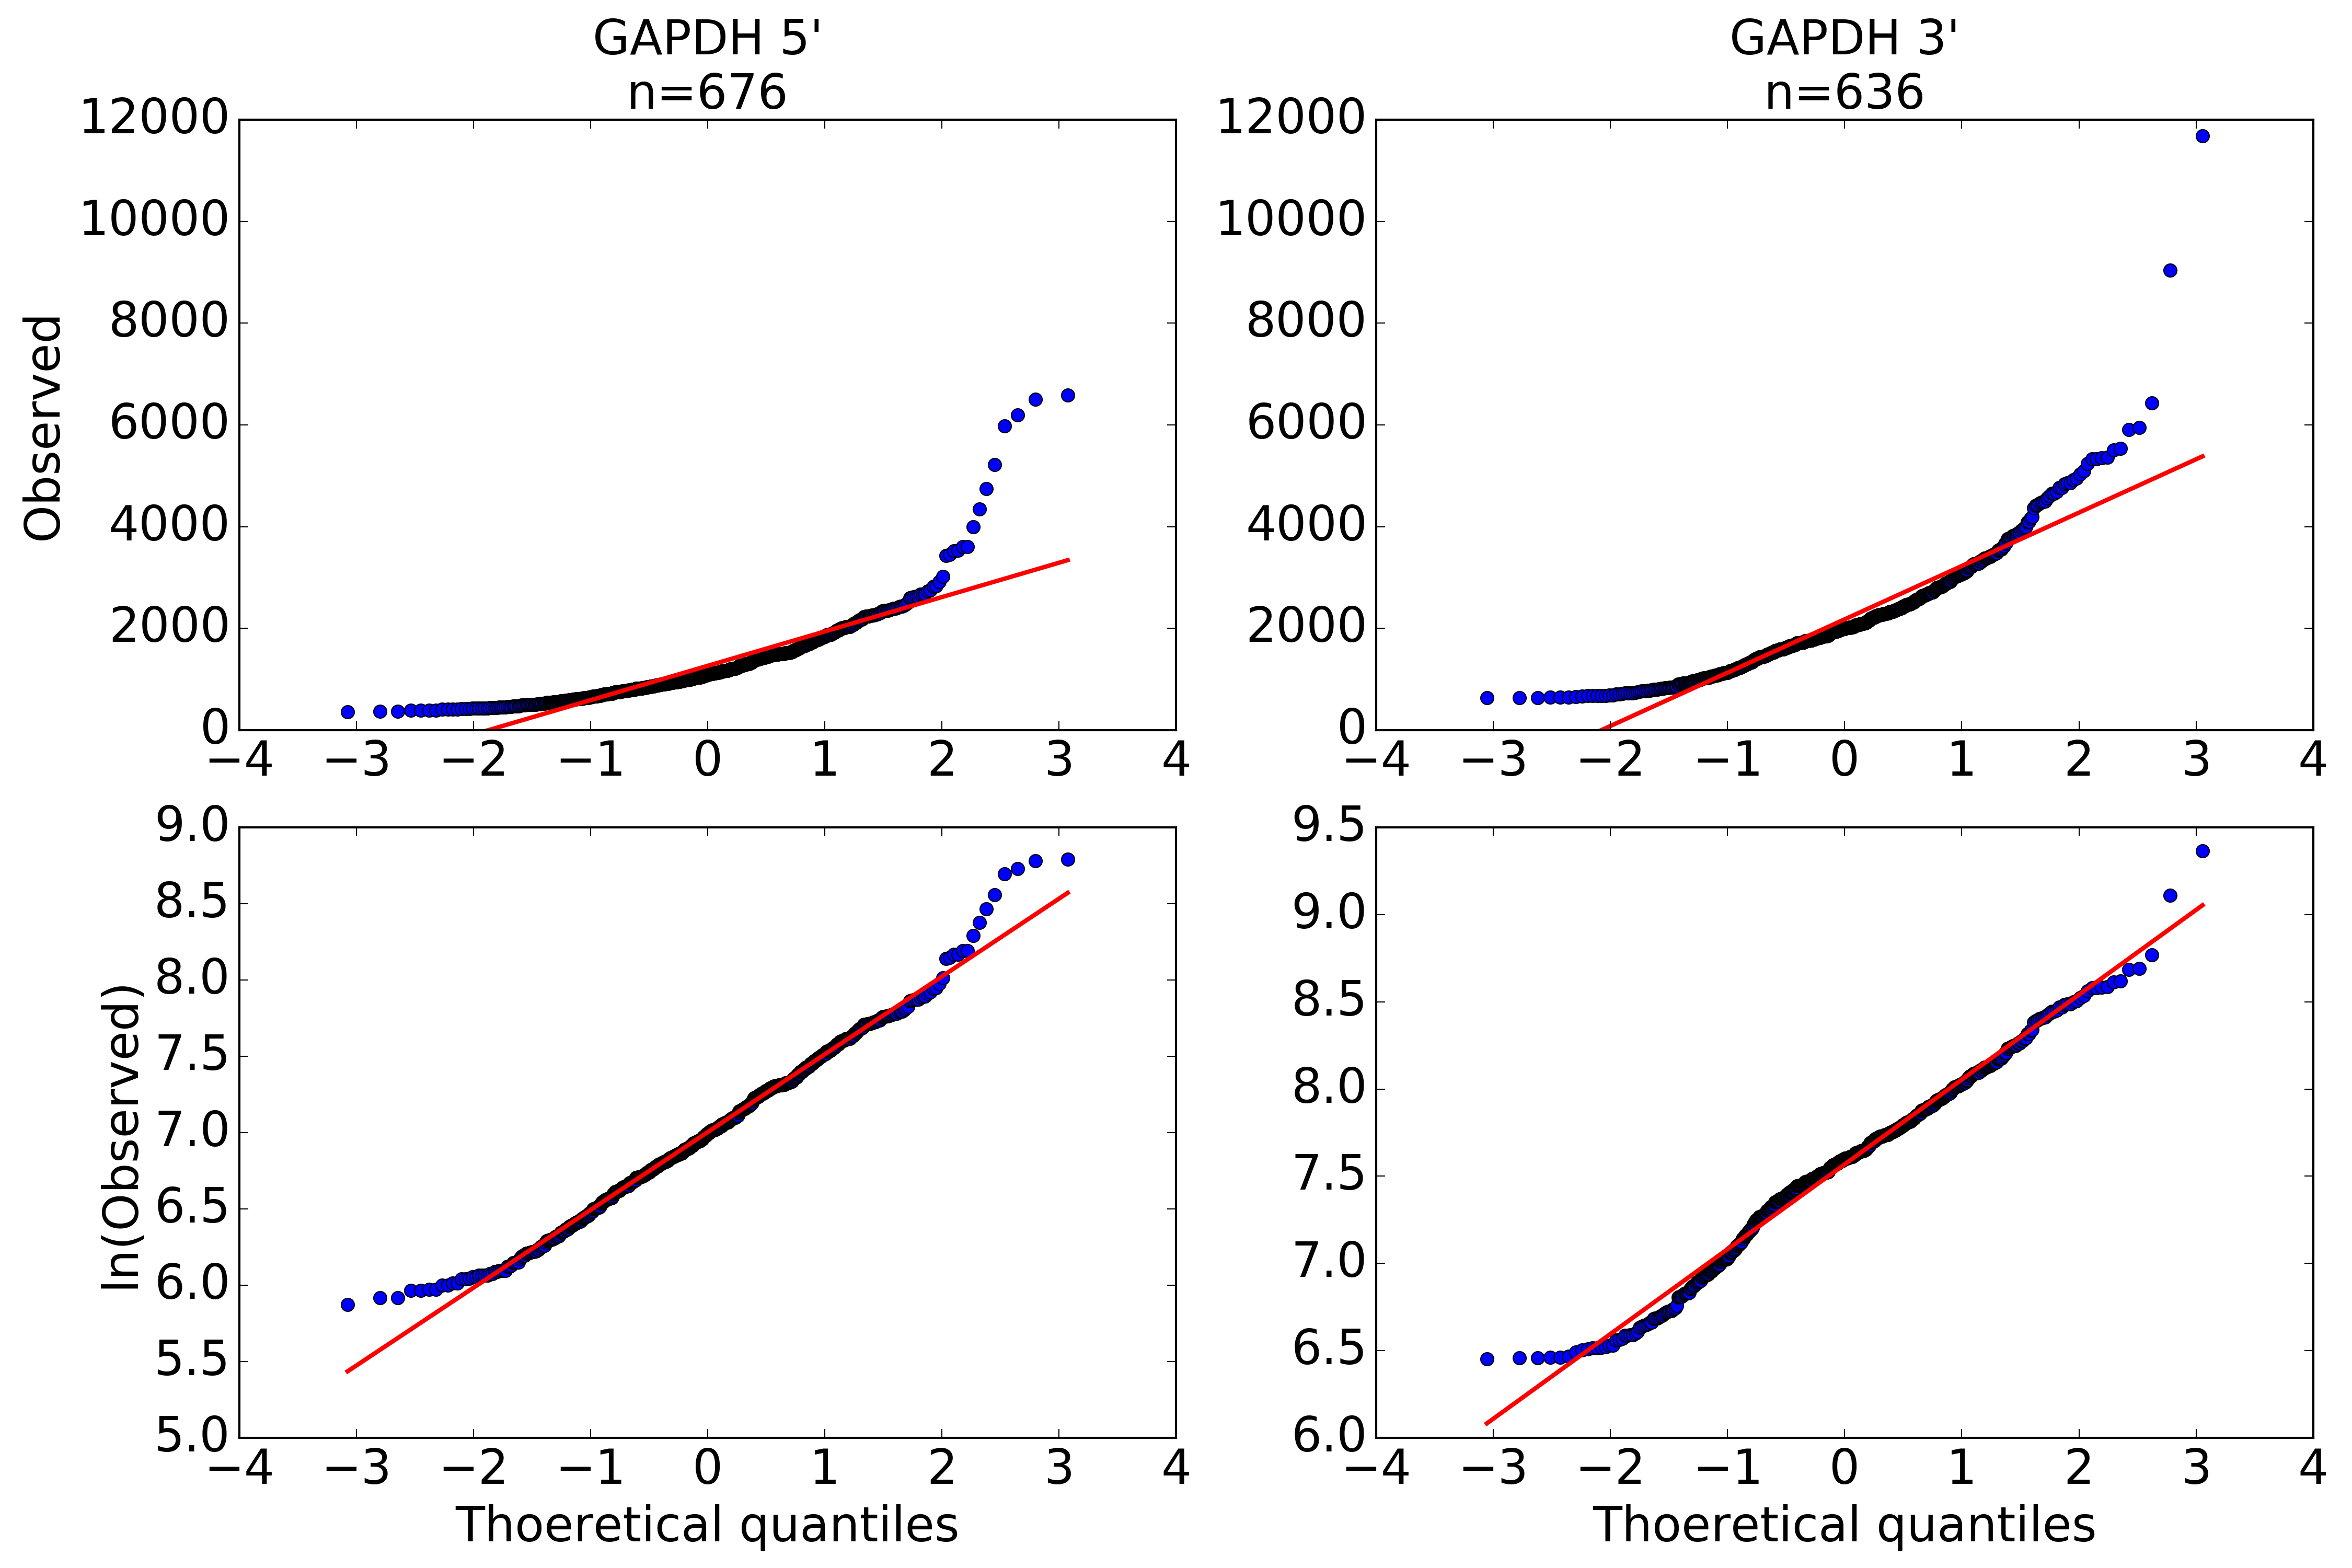 GAPDH 5'
n=676
GAPDH 3'
n=636
Observed
12000
10000
8000
6000
4000
2000
0
−4 −3 −2 −1 0 1 2 3 4
12000
10000
8000
6000
4000
2000
0
−4 −3 −2 −1 0 1 2 3 4
ln(Observed)
9.0
8.5
8.0
7.5
7.0
6.5
6.0
5.5
5.0
−4 −3 −2 −1 0 1 2 3 4
Thoeretical quantiles
9.5
9.0
8.5
8.0
7.5
7.0
6.5
6.0
−4 −3 −2 −1 0 1 2 3 4
Thoeretical quantiles